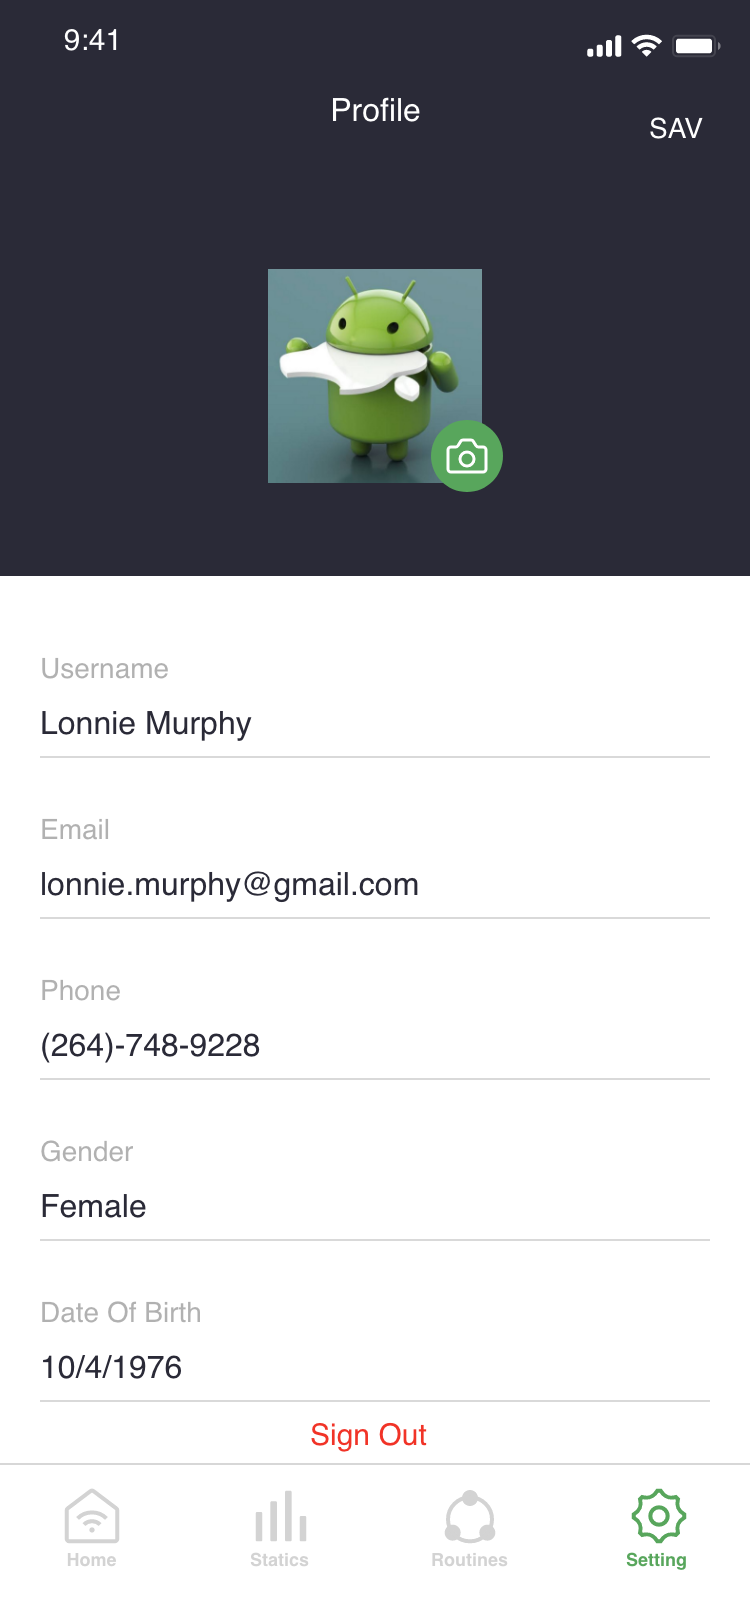 9:41
Profile
SAV
Username
Lonnie Murphy
Email
lonnie.murphy@gmail.com
Phone
(264)-748-9228
Gender
Female
Date Of Birth
10/4/1976
Sign Out
Home
Statics
Routines
Setting